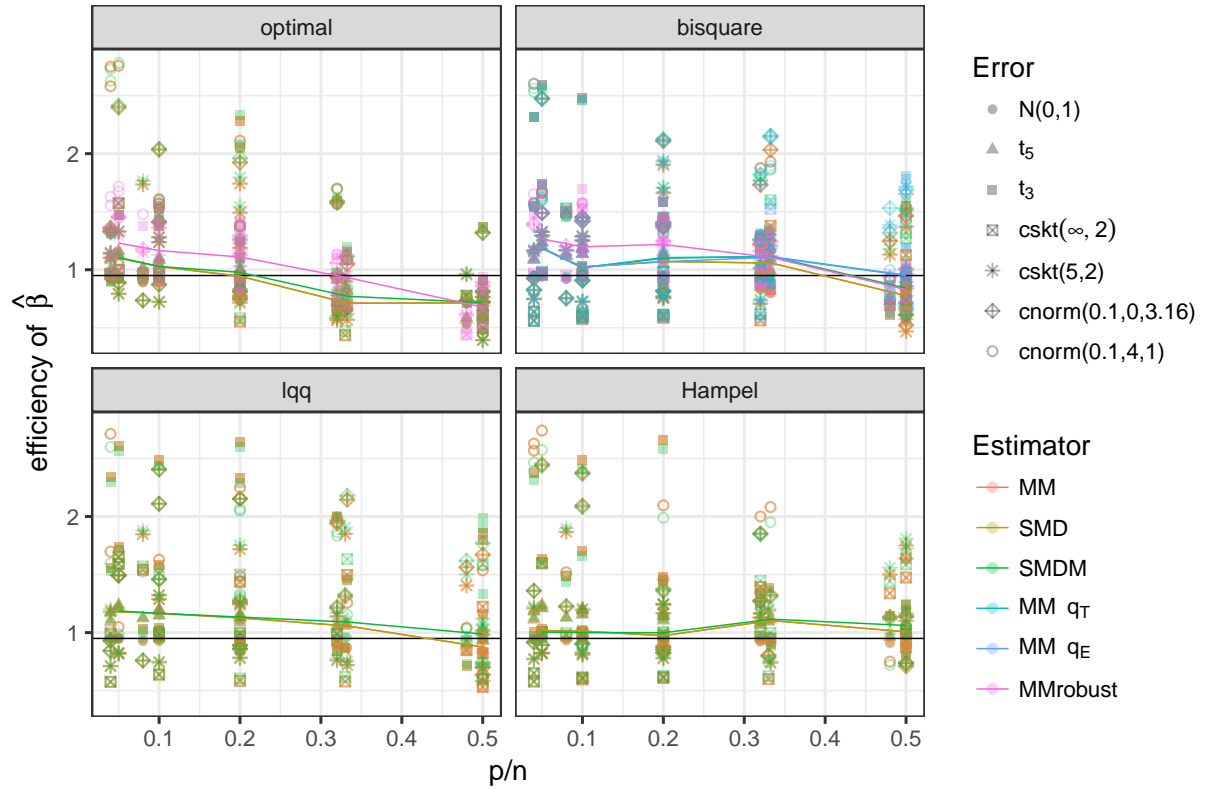 optimal
bisquare
2
1
lqq
Hampel
2
1
efficiency of β̂
0.1 0.2 0.3 0.4 0.5
0.1 0.2 0.3 0.4 0.5
p/n
Error
N(0,1)
t₅
t₃
cskt(∞, 2)
cskt(5,2)
cnorm(0.1,0,3.16)
cnorm(0.1,4,1)
Estimator
MM
SMD
SMDM
MM q_T
MM q_E
MMrobust